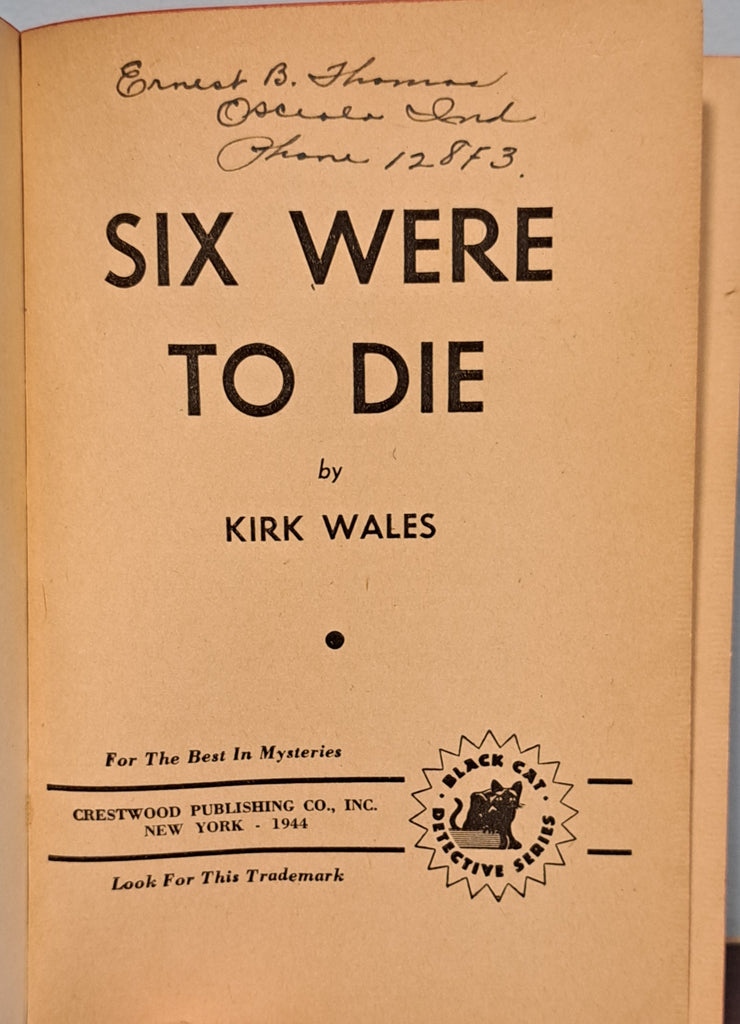 Ernest B. Thomas
Osceola Ind
Phone 128F3.
SIX WERE
TO DIE
by
KIRK WALES
For The Best In Mysteries
CRESTWOOD PUBLISHING CO., INC.
NEW YORK - 1944
Look For This Trademark
· BLACK CAT ·
DETECTIVE SERIES